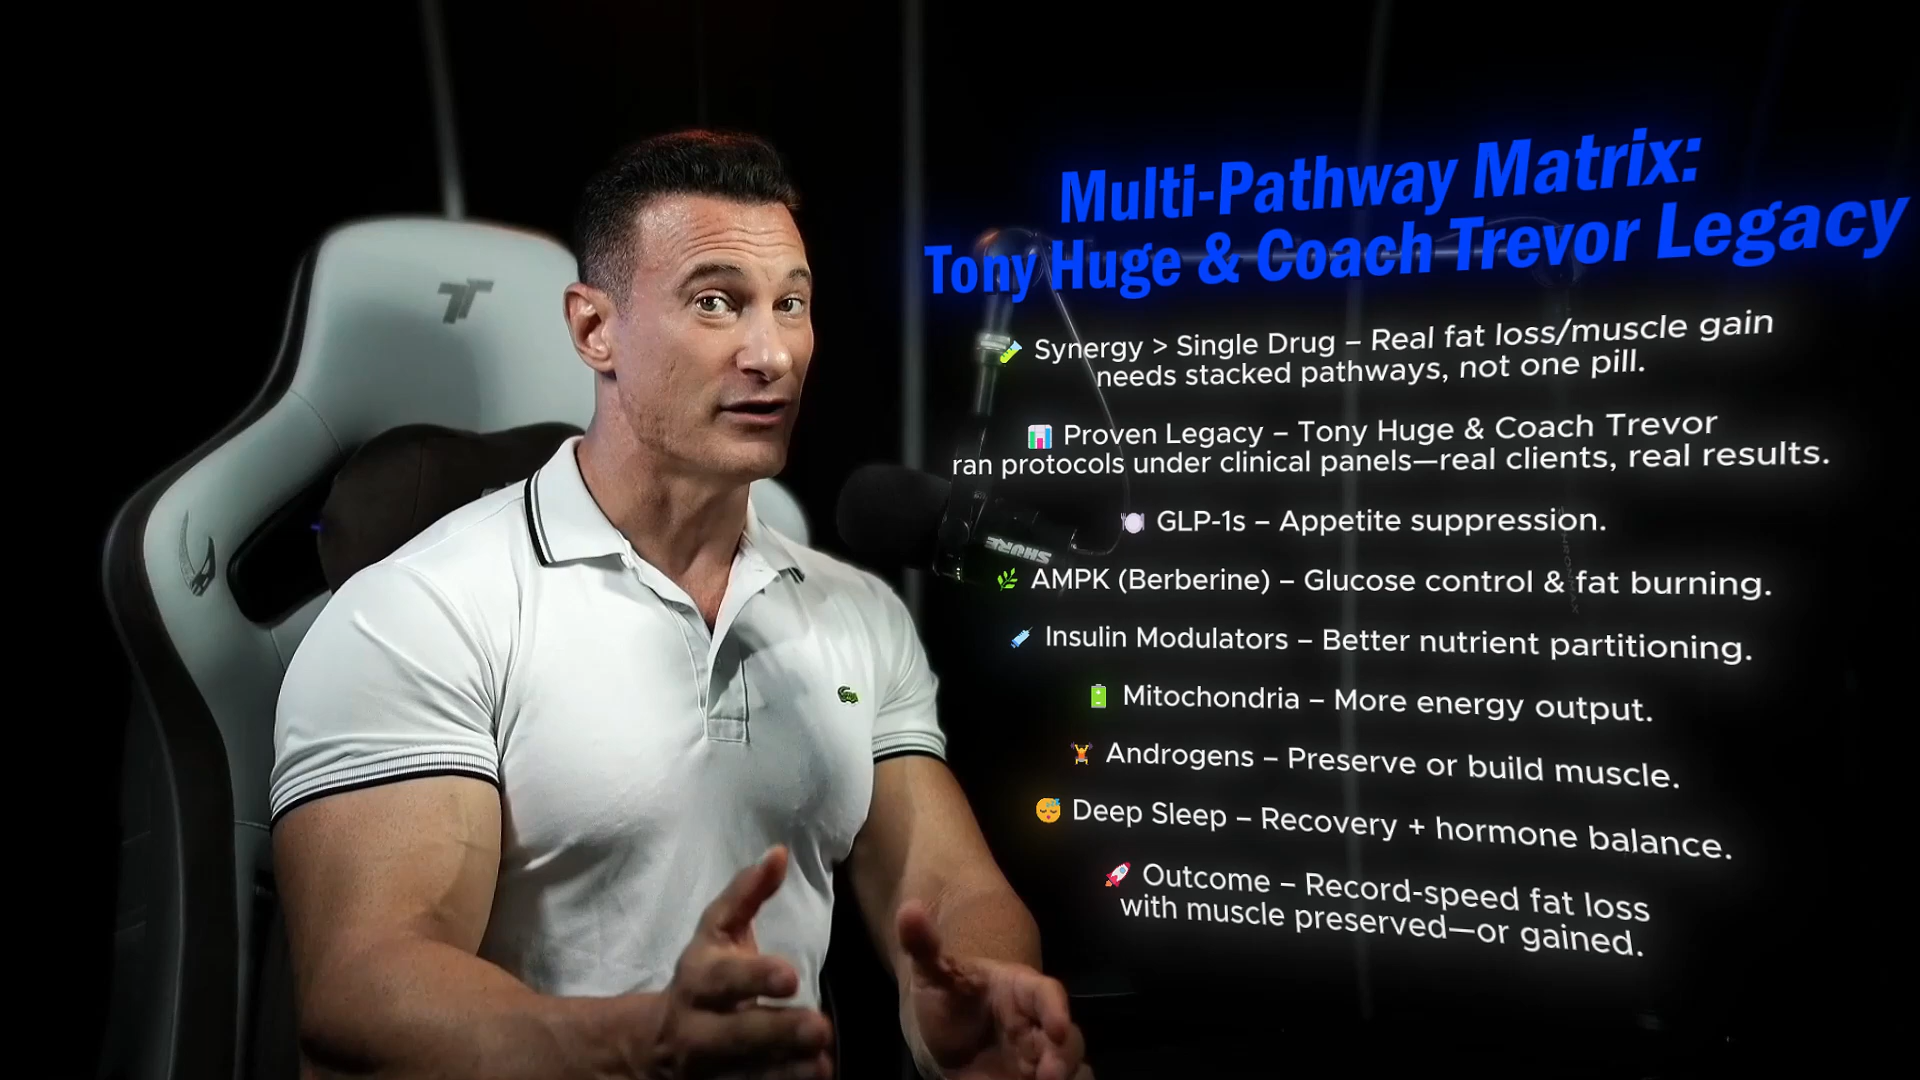 Multi-Pathway Matrix:
Tony Huge & Coach Trevor Legacy
🧪 Synergy > Single Drug – Real fat loss/muscle gain
needs stacked pathways, not one pill.
📊 Proven Legacy – Tony Huge & Coach Trevor
ran protocols under clinical panels—real clients, real results.
🍽️ GLP-1s – Appetite suppression.
🌿 AMPK (Berberine) – Glucose control & fat burning.
💉 Insulin Modulators – Better nutrient partitioning.
🔋 Mitochondria – More energy output.
🏋️ Androgens – Preserve or build muscle.
😴 Deep Sleep – Recovery + hormone balance.
🚀 Outcome – Record-speed fat loss
with muscle preserved—or gained.
SHURE